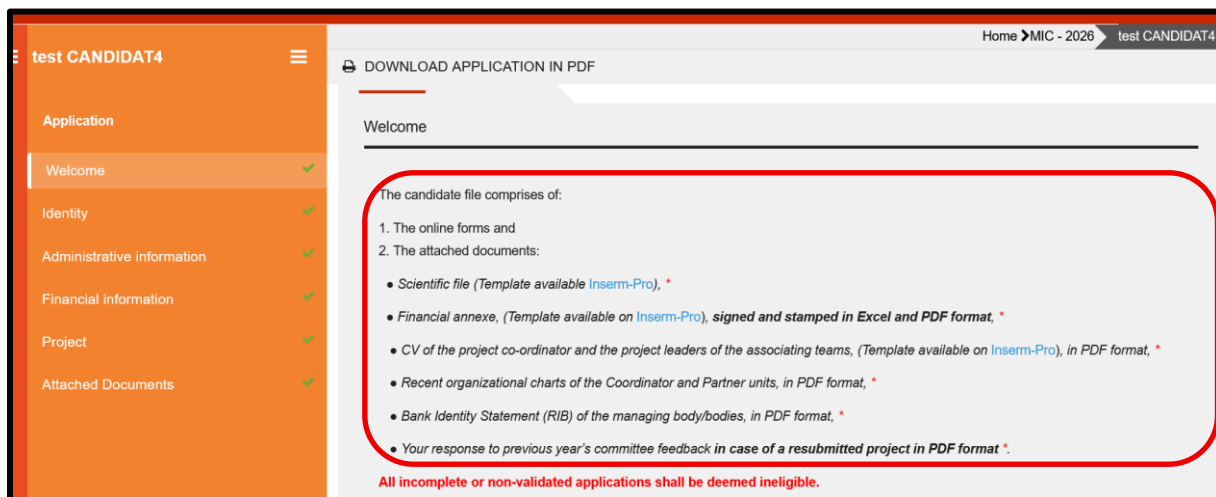 Home MIC - 2026 test CANDIDAT4
test CANDIDAT4
DOWNLOAD APPLICATION IN PDF
Application
Welcome
Identity
Administrative information
Financial information
Project
Attached Documents
Welcome
The candidate file comprises of:
1. The online forms and
2. The attached documents:
● Scientific file (Template available Inserm-Pro), *
● Financial annexe, (Template available on Inserm-Pro), signed and stamped in Excel and PDF format, *
● CV of the project co-ordinator and the project leaders of the associating teams, (Template available on Inserm-Pro), in PDF format, *
● Recent organizational charts of the Coordinator and Partner units, in PDF format, *
● Bank Identity Statement (RIB) of the managing body/bodies, in PDF format, *
● Your response to previous year's committee feedback in case of a resubmitted project in PDF format *.
All incomplete or non-validated applications shall be deemed ineligible.